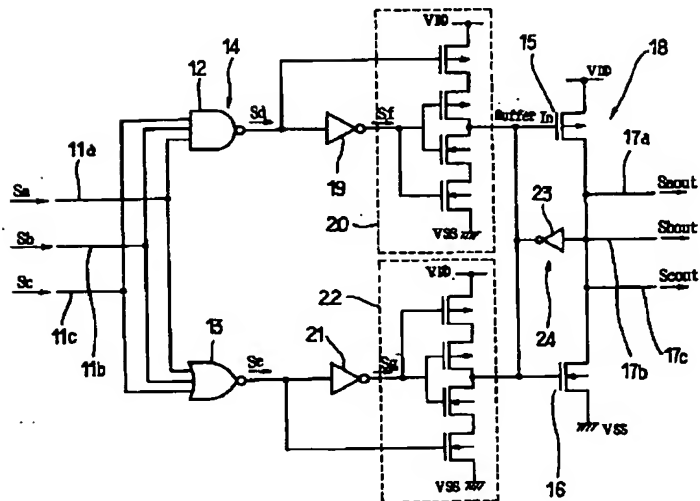 VDD
12
14
15
18
VDD
Sd
Sf
Buffer In
17a
11a
Sa
Saout
19
23
Sb
20
VSS
Sbout
Sc
22
VDD
24
Scout
11c
11b
13
21
17b
17c
Se
VSS
16
VSS